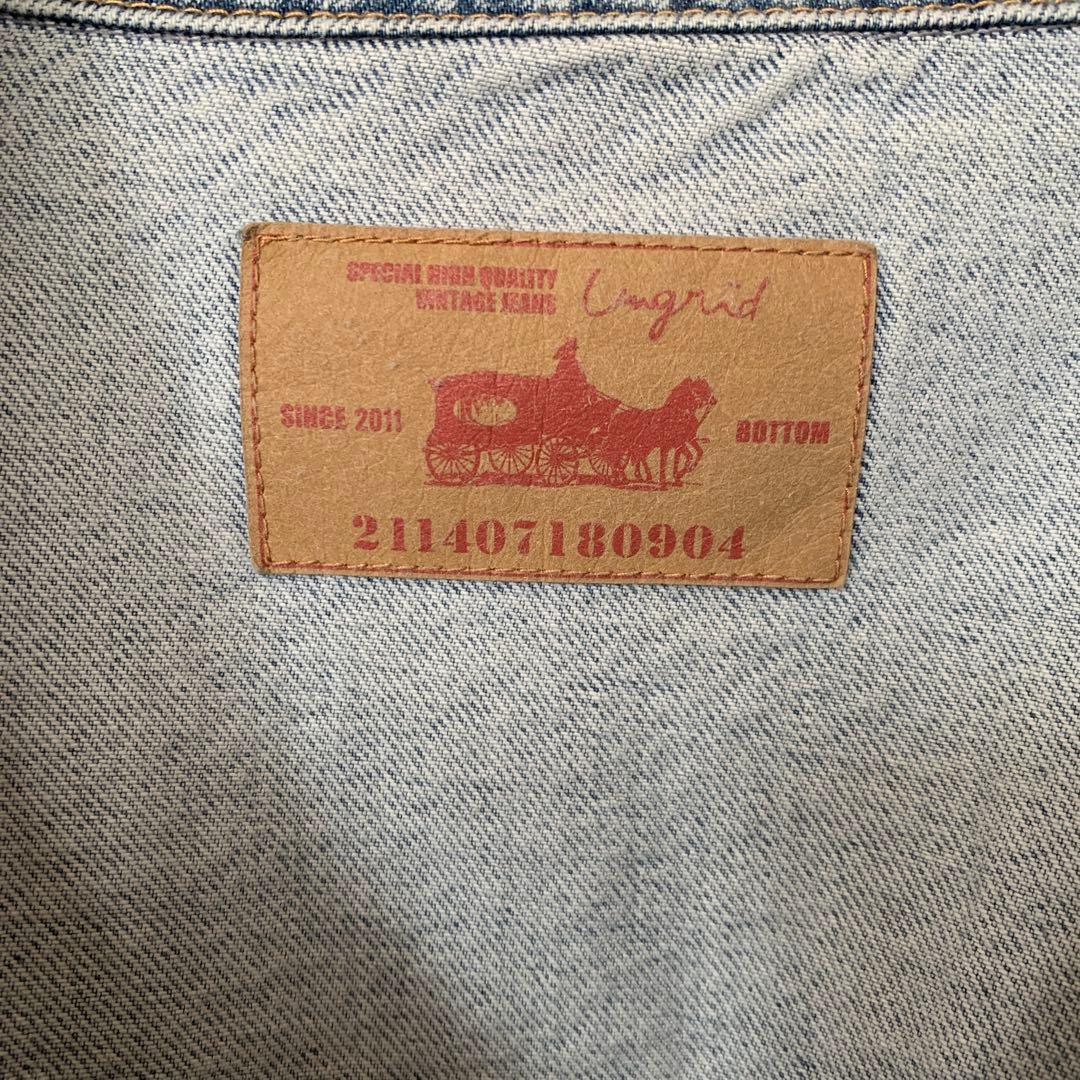 SPECIAL HIGH QUALITY
VINTAGE JEANS
Ungrid
SINCE 2011
BOTTOM
211407180904